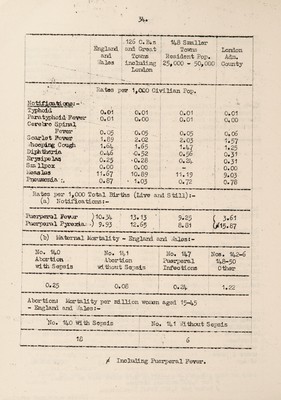 34.
England and Wales | 126 C.B.s and Great Towns including London | 148 Smaller Towns Resident Pop. 25,000 - 50,000 | London Adm. County
Rates per 1,000 Civilian Pop.
Notifications:-
Typhoid 0.01 0.01 0.01 0.01
Paratyphoid Fever 0.01 0.00 0.01 0.00
Cerebro Spinal
Fever 0.05 0.05 0.05 0.06
Scarlet Fever 1.89 2.02 2.03 1.57
Whooping Cough 1.64 1.65 1.47 1.25
Diphtheria 0.46 0.52 0.56 0.31
Erysipelas 0.25 0.28 0.24 0.31
Smallpox 0.00 0.00 - 0.00
Measles 11.67 10.89 11.19 9.03
Pneumonia 0.87 1.03 0.72 0.78
Rates per 1,000 Total Births (Live and Still):-
(a) Notifications:-
Puerperal Fever ) 10.34 13.13 9.25 ( 3.61
Puerperal Pyrexia ) 9.93 12.65 8.81 (/15.87
(b) Maternal Mortality - England and Wales:-
No. 140 Abortion with Sepsis | No. 141 Abortion without Sepsis | No. 147 Puerperal Infections | Nos. 142-6 148-50 Other
0.25 0.08 0.24 1.22
Abortion: Mortality per million women aged 15-45
- England and Wales:-
No. 140 With Sepsis No. 141 Without Sepsis
18 6
/ Including Puerperal Fever.